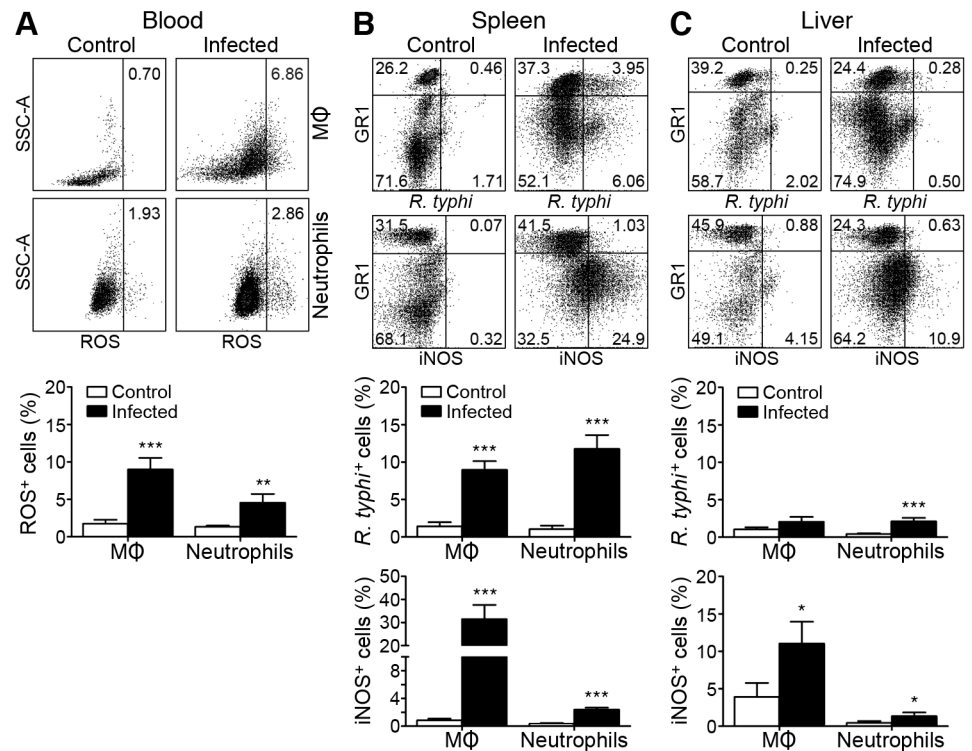 A Blood
Control Infected
SSC-A
0.70
6.86
MΦ
SSC-A
1.93
2.86
Neutrophils
ROS ROS
ROS+ cells (%)
20
15
10
5
0
Control
Infected
***
**
MΦ Neutrophils
B Spleen
Control Infected
GR1
26.2 0.46
71.6 1.71
37.3 3.95
52.1 6.06
R. typhi R. typhi
GR1
31.5 0.07
68.1 0.32
41.5 1.03
32.5 24.9
iNOS iNOS
R. typhi+ cells (%)
20
15
10
5
0
Control
Infected
***
***
MΦ Neutrophils
iNOS+ cells (%)
50
40
30
20
8
6
4
2
0
***
***
MΦ Neutrophils
C Liver
Control Infected
GR1
39.2 0.25
58.7 2.02
24.4 0.28
74.9 0.50
R. typhi R. typhi
GR1
45.9 0.88
49.1 4.15
24.3 0.63
64.2 10.9
iNOS iNOS
R. typhi+ cells (%)
20
15
10
5
0
Control
Infected
***
MΦ Neutrophils
iNOS+ cells (%)
20
15
10
5
0
*
*
MΦ Neutrophils